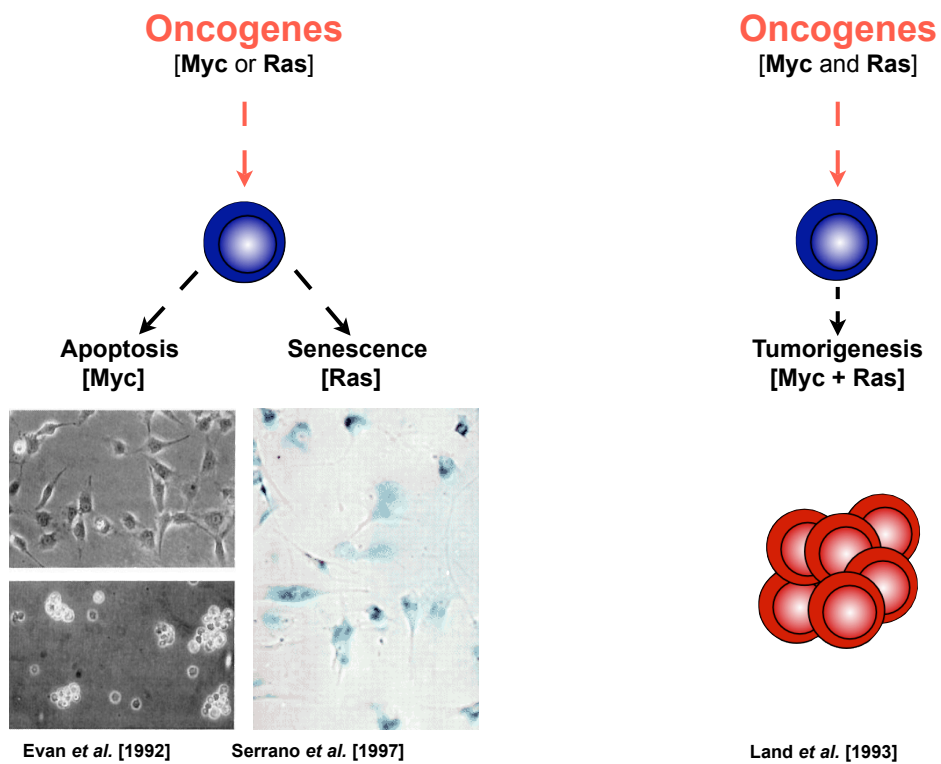 Oncogenes
[Myc or Ras]
Apoptosis
[Myc]
Senescence
[Ras]
Evan et al. [1992]
Serrano et al. [1997]
Oncogenes
[Myc and Ras]
Tumorigenesis
[Myc + Ras]
Land et al. [1993]